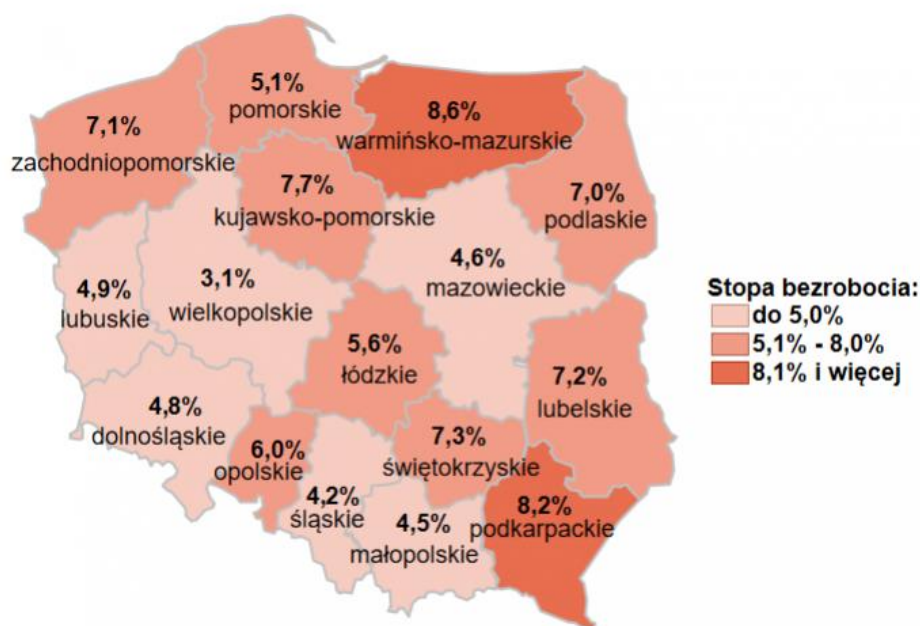 5,1%
pomorskie
8,6%
warmińsko-mazurskie
7,1%
zachodniopomorskie
7,7%
kujawsko-pomorskie
7,0%
podlaskie
4,9%
lubuskie
3,1%
wielkopolskie
4,6%
mazowieckie
5,6%
łódzkie
7,2%
lubelskie
4,8%
dolnośląskie
6,0%
opolskie
4,2%
śląskie
7,3%
świętokrzyskie
4,5%
małopolskie
8,2%
podkarpackie
Stopa bezrobocia:
do 5,0%
5,1% - 8,0%
8,1% i więcej